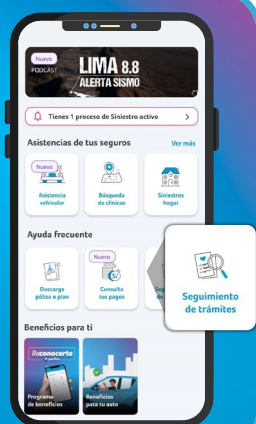 Nuevo
PODCAST
LIMA 8.8
ALERTA SISMO
Tienes 1 proceso de Siniestro activo
Asistencias de tus seguros
Ver más
Nuevo
Asistencia
vehicular
Búsqueda
de clínicas
Siniestros
hogar
Ayuda frecuente
Nuevo
Descarga
póliza o plan
Consulta
tus pagos
Seguimiento
de trámites
Beneficios para ti
Reconocerte
Programa
de beneficios
Beneficios
para tu auto